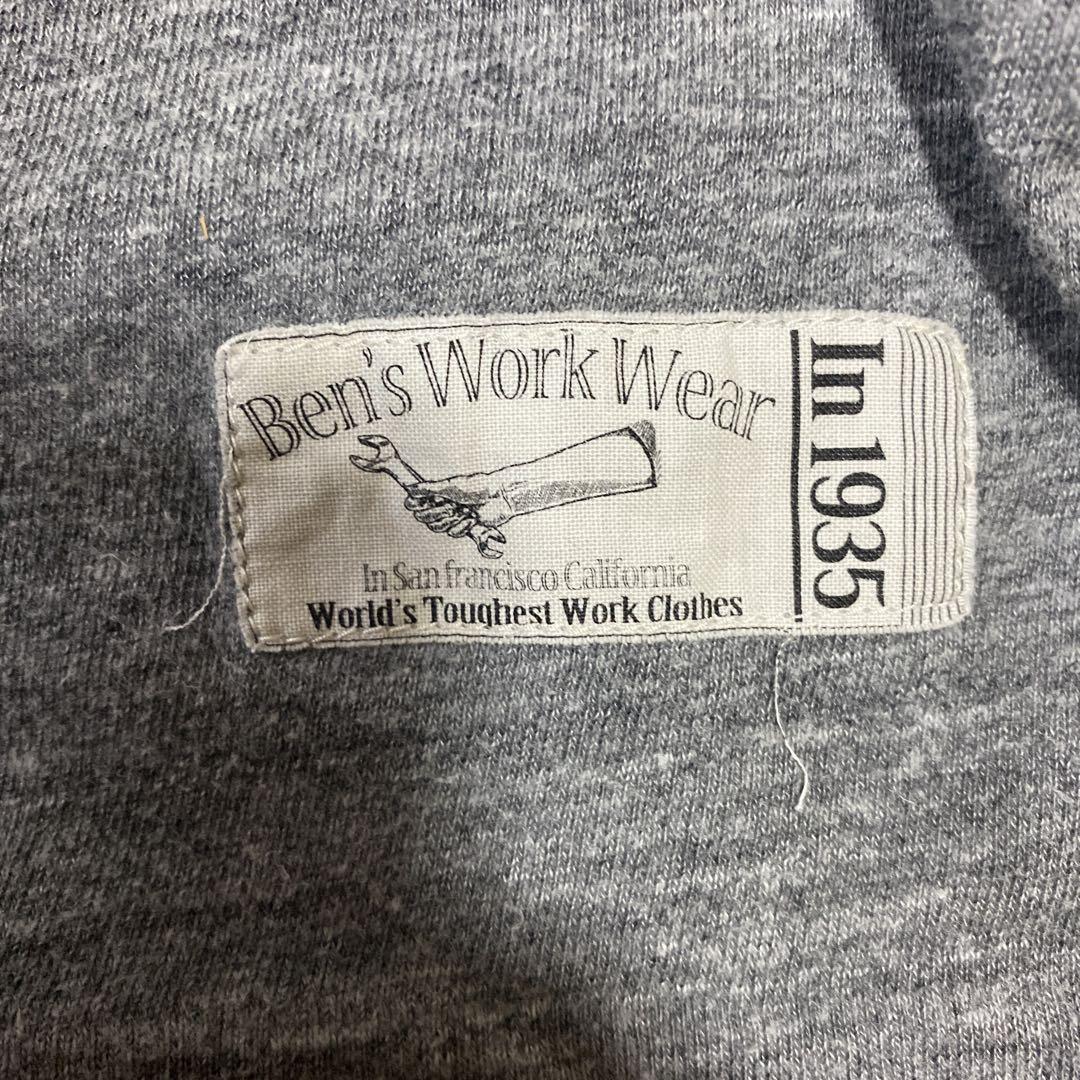 Ben's Work Wear
In San francisco California
World's Toughest Work Clothes
In 1935